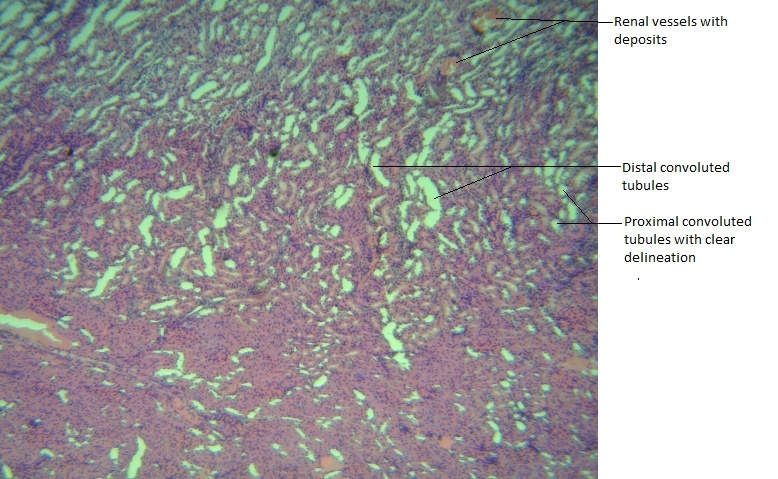 Renal vessels with
deposits
Distal convoluted
tubules
Proximal convoluted
tubules with clear
delineation
.